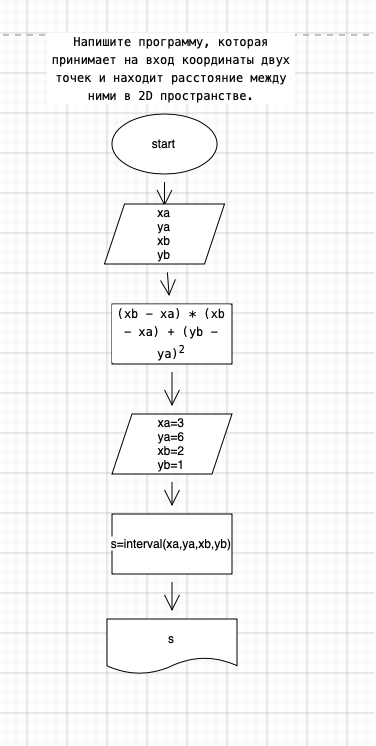 Напишите программу, которая
принимает на вход координаты двух
точек и находит расстояние между
ними в 2D пространстве.
start
xa
ya
xb
yb
(xb − xa) * (xb
− xa) + (yb −
ya)²
xa=3
ya=6
xb=2
yb=1
s=interval(xa,ya,xb,yb)
s